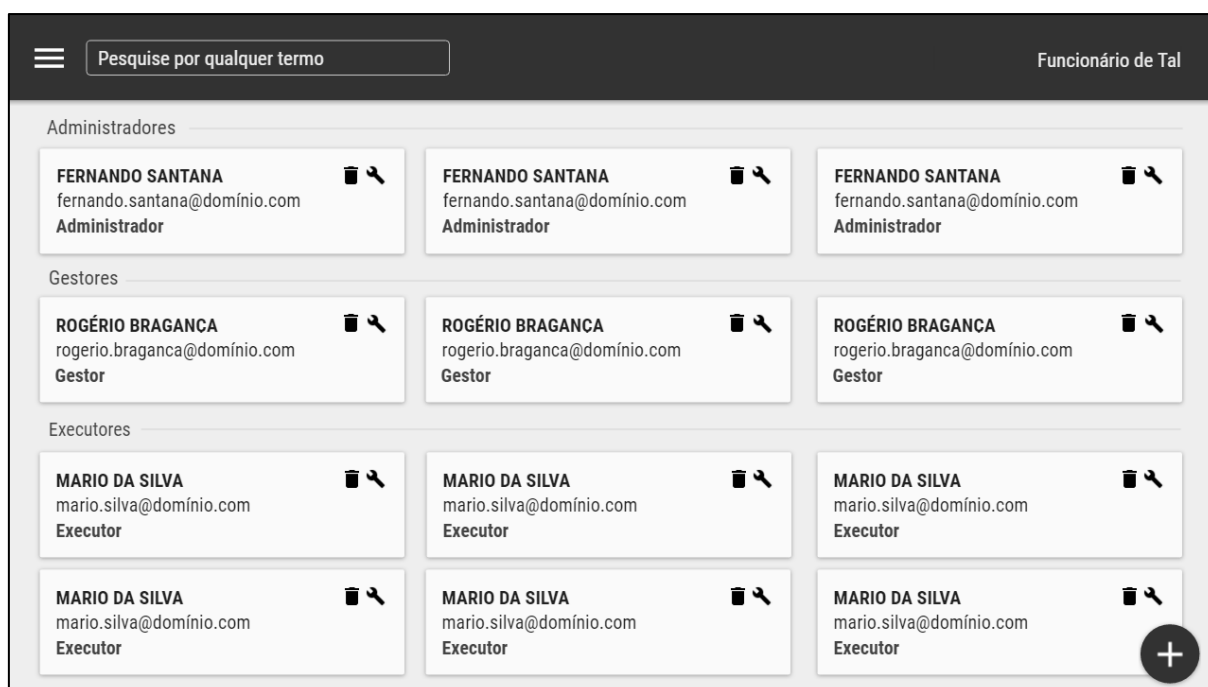 Pesquise por qualquer termo
Funcionário de Tal
Administradores
FERNANDO SANTANA
fernando.santana@domínio.com
Administrador
FERNANDO SANTANA
fernando.santana@domínio.com
Administrador
FERNANDO SANTANA
fernando.santana@domínio.com
Administrador
Gestores
ROGÉRIO BRAGANÇA
rogerio.braganca@domínio.com
Gestor
ROGÉRIO BRAGANÇA
rogerio.braganca@domínio.com
Gestor
ROGÉRIO BRAGANÇA
rogerio.braganca@domínio.com
Gestor
Executores
MARIO DA SILVA
mario.silva@domínio.com
Executor
MARIO DA SILVA
mario.silva@domínio.com
Executor
MARIO DA SILVA
mario.silva@domínio.com
Executor
MARIO DA SILVA
mario.silva@domínio.com
Executor
MARIO DA SILVA
mario.silva@domínio.com
Executor
MARIO DA SILVA
mario.silva@domínio.com
Executor